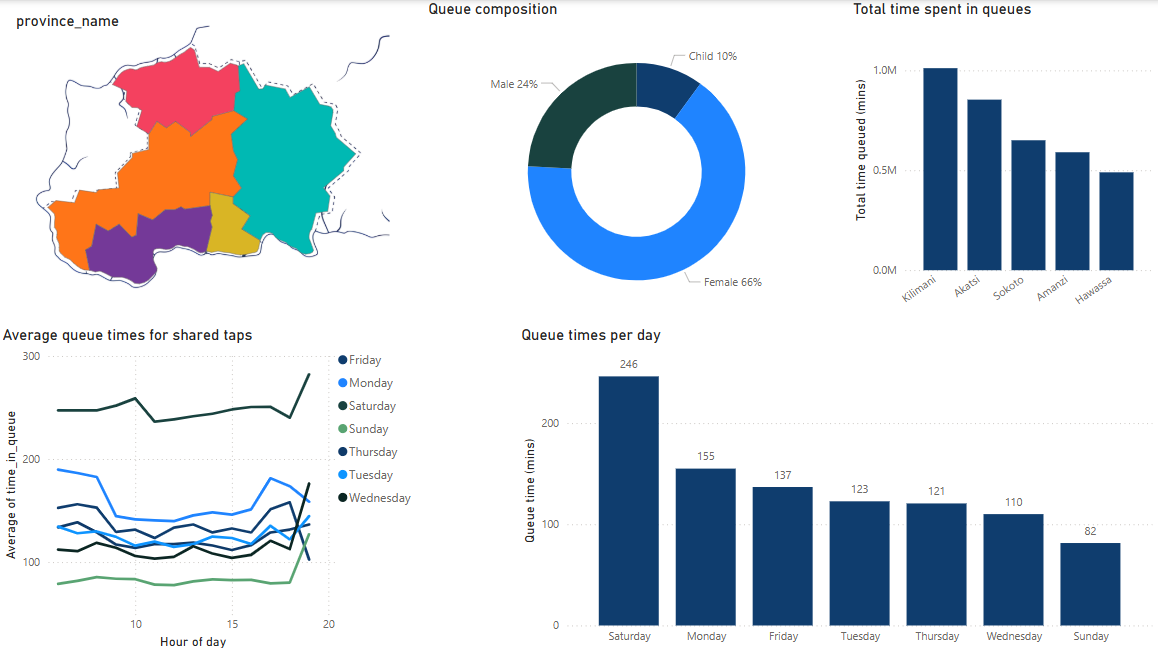 province_name
Queue composition
Child 10%
Male 24%
Female 66%
Total time spent in queues
Total time queued (mins)
1.0M
0.5M
0.0M
Kilimani
Akatsi
Sokoto
Amanzi
Hawassa
Average queue times for shared taps
Average of time_in_queue
300
200
100
10
15
20
Hour of day
Friday
Monday
Saturday
Sunday
Thursday
Tuesday
Wednesday
Queue times per day
Queue time (mins)
200
100
0
246
155
137
123
121
110
82
Saturday
Monday
Friday
Tuesday
Thursday
Wednesday
Sunday